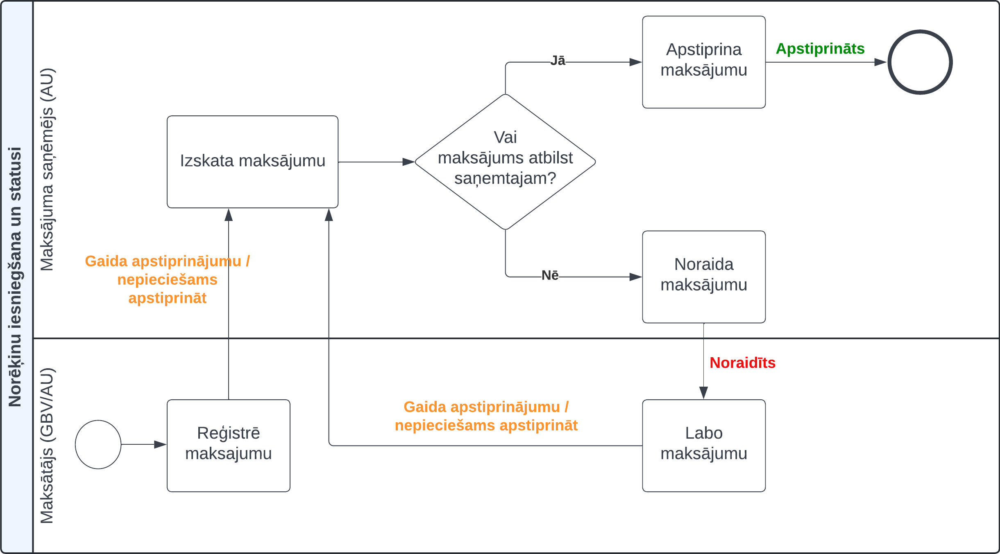 Norēķinu iesniegšana un statusi
Maksājuma saņēmējs (AU)
Izskata maksājumu
Vai
maksājums atbilst
saņemtajam?
Jā
Apstiprina
maksājumu
Apstiprināts
Nē
Noraida
maksājumu
Gaida apstiprinājumu /
nepieciešams
apstiprināt
Maksātājs (GBV/AU)
Reģistrē
maksajumu
Gaida apstiprinājumu /
nepieciešams apstiprināt
Noraidīts
Labo
maksājumu